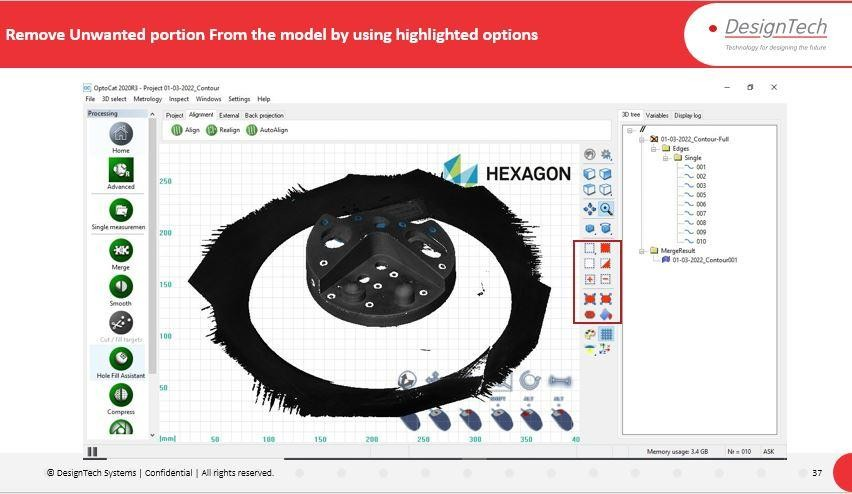 Remove Unwanted portion From the model by using highlighted options
DesignTech
Technology for designing the future
OptoCat 2020R3 - Project 01-03-2022_Contour
File 3D select Metrology Inspect Windows Settings Help
Processing
Project Alignment External Back projection
3D tree Variables Display log
Align Realign AutoAlign
Home
Advanced
Single measuremen
Merge
Smooth
Cut / fill targets
Hole Fill Assistant
Compress
HEXAGON
250
200
150
100
50
[mm] 50 100 150 200 250 300 350 40
SHIFT ALT ALT
//
01-03-2022_Contour-Full
Edges
Single
001
002
003
005
006
007
008
009
010
MergeResult
01-03-2022_Contour001
Memory usage: 3.4 GB Nr = 010 ASK
© DesignTech Systems | Confidential | All rights reserved.
37